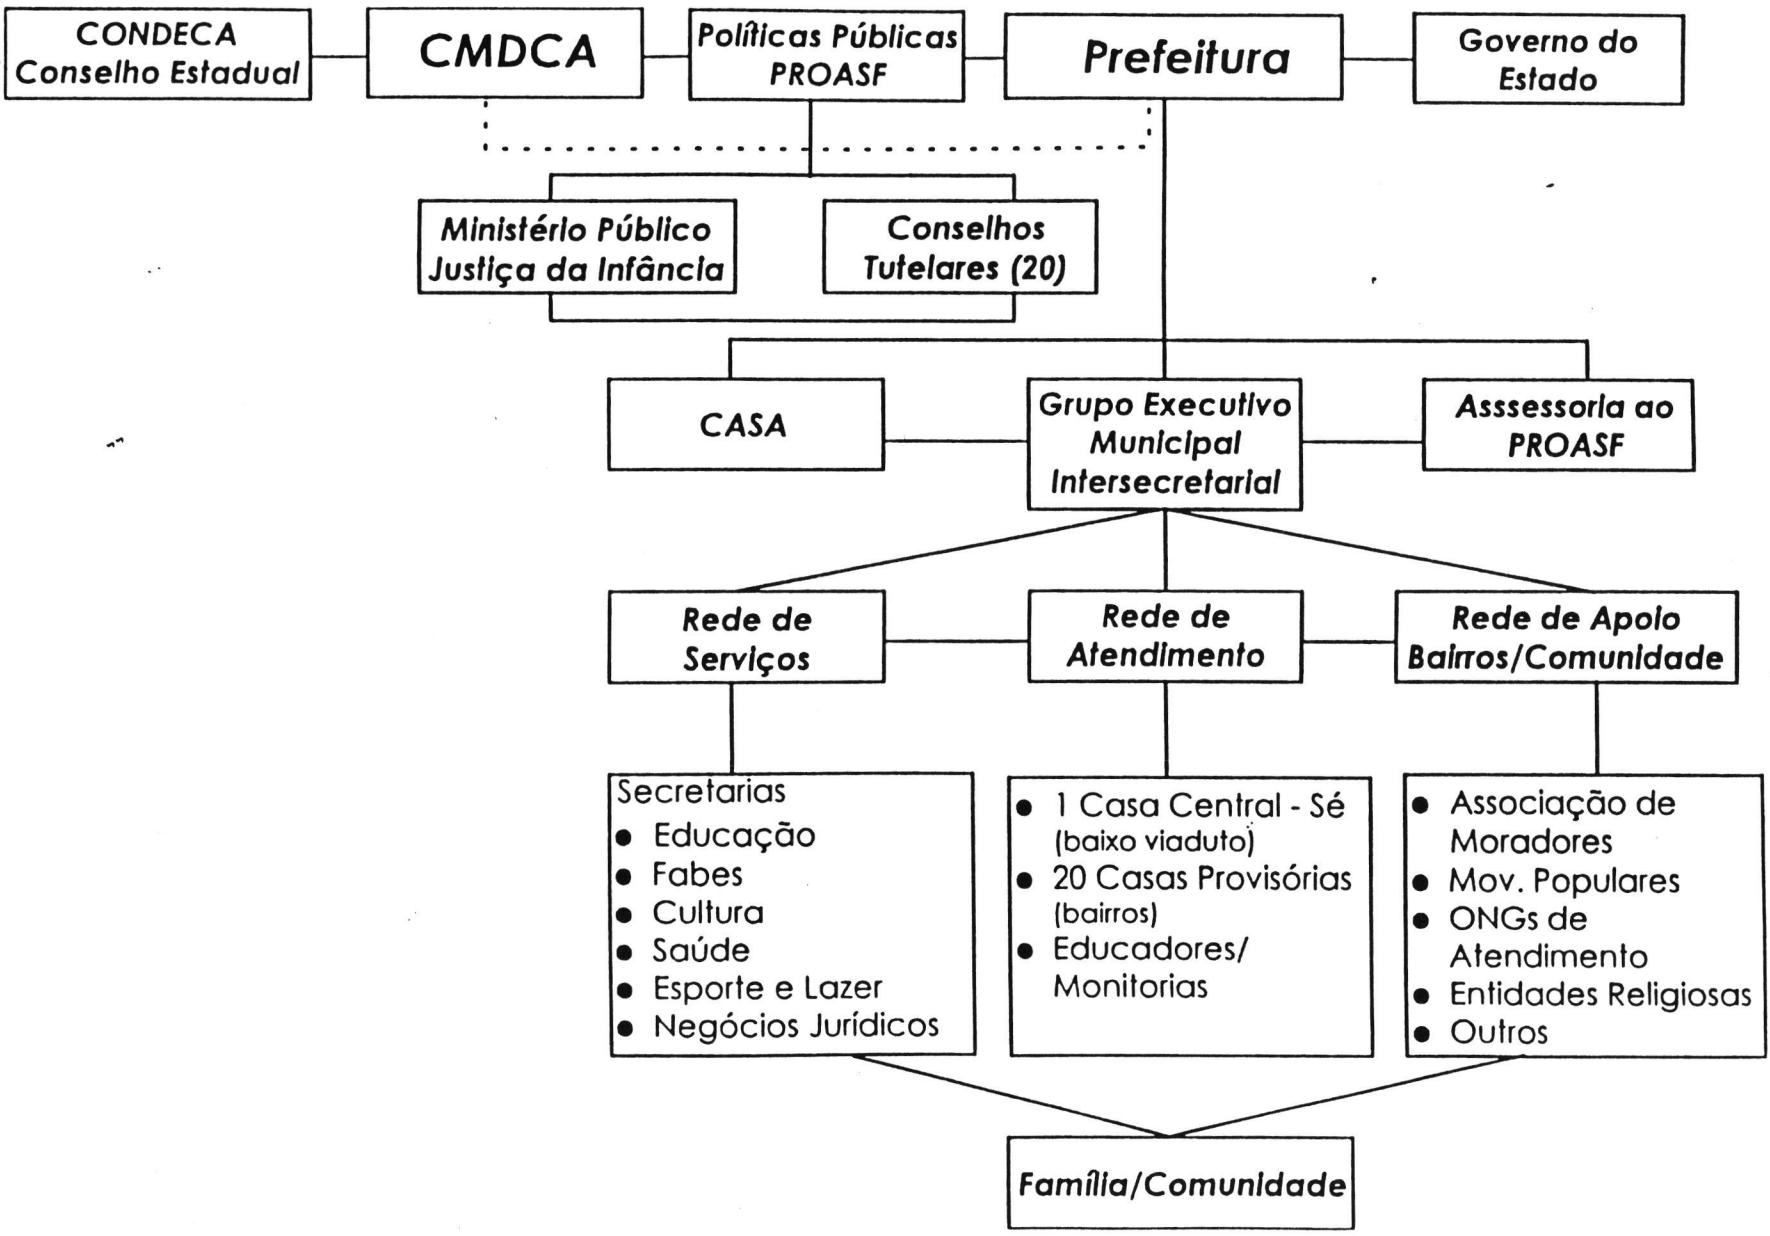 CONDECA
Conselho Estadual
CMDCA
Políticas Públicas
PROASF
Prefeitura
Governo do
Estado
Ministério Público
Justiça da Infância
Conselhos
Tutelares (20)
CASA
Grupo Executivo
Municipal
Intersecretarial
Asssessoria ao
PROASF
Rede de
Serviços
Rede de
Atendimento
Rede de Apoio
Bairros/Comunidade
Secretarias
● Educação
● Fabes
● Cultura
● Saúde
● Esporte e Lazer
● Negócios Jurídicos
● 1 Casa Central - Sé
(baixo viaduto)
● 20 Casas Provisórias
(bairros)
● Educadores/
Monitorias
● Associação de
Moradores
● Mov. Populares
● ONGs de
Atendimento
● Entidades Religiosas
● Outros
Família/Comunidade